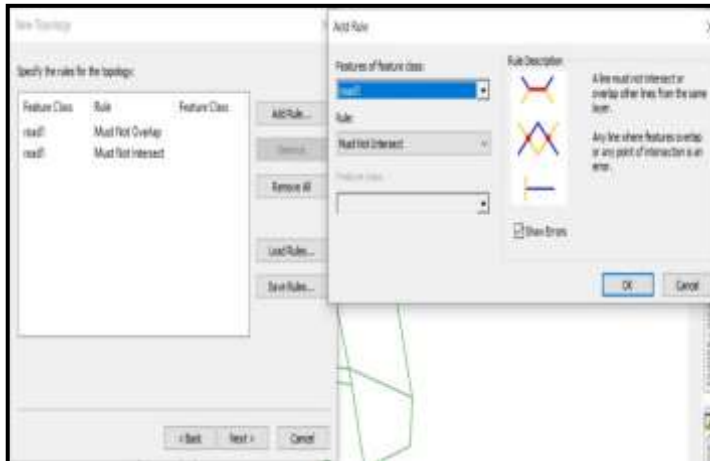 New Topology
Specify the rules for the topology:
Feature Class Rule Feature Class
road1 Must Not Overlap
road1 Must Not Intersect
Add Rule...
Remove
Remove All
Load Rules...
Save Rules...
< Back Next > Cancel
Add Rule
Features of feature class:
road1
Rule:
Must Not Intersect
Feature class:
Rule Description
A line must not intersect or
overlap other lines from the same
layer.
Any line where features overlap
or any point of intersection is an
error.
Show Errors
OK Cancel